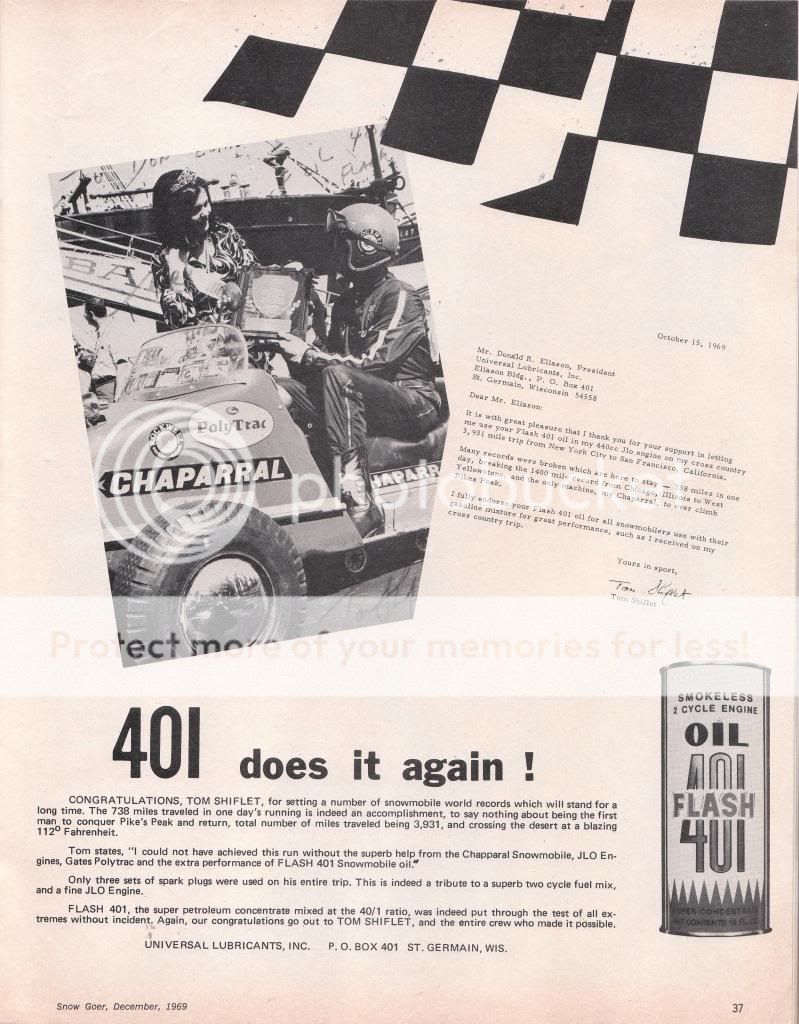 BA
Rockwell
PolyTrac
CHAPARRAL
CHAPARR
October 15, 1969
Mr. Donald R. Eliason, President
Universal Lubricants, Inc.
Eliason Bldg., P. O. Box 401
St. Germain, Wisconsin 54558
Dear Mr. Eliason:
It is with great pleasure that I thank you for your support in letting
me use your Flash 401 oil in my 440cc Jlo engine on my cross country
3,931 mile trip from New York City to San Francisco, California.
Many records were broken which are here to stay - 738 miles in one
day, breaking the 1400 mile record from Chicago, Illinois to West
Yellowstone, and the only machine, my Chaparral, to ever climb
Pikes Peak.
I fully endorse your Flash 401 oil for all snowmobilers use with their
gasoline mixture for great performance, such as I received on my
cross country trip.
Yours in sport,
Tom Shiflet
Tom Shiflet
photobucket
Protect more of your memories for less!
SMOKELESS
2 CYCLE ENGINE
OIL
401
FLASH
401
SUPER CONCENTRATE
401 does it again !
CONGRATULATIONS, TOM SHIFLET, for setting a number of snowmobile world records which will stand for a
long time. The 738 miles traveled in one day's running is indeed an accomplishment, to say nothing about being the first
man to conquer Pike's Peak and return, total number of miles traveled being 3,931, and crossing the desert at a blazing
112º Fahrenheit.
Tom states, "I could not have achieved this run without the superb help from the Chapparal Snowmobile, JLO En-
gines, Gates Polytrac and the extra performance of FLASH 401 Snowmobile oil."
Only three sets of spark plugs were used on his entire trip. This is indeed a tribute to a superb two cycle fuel mix,
and a fine JLO Engine.
FLASH 401, the super petroleum concentrate mixed at the 40/1 ratio, was indeed put through the test of all ex-
tremes without incident. Again, our congratulations go out to TOM SHIFLET, and the entire crew who made it possible.
UNIVERSAL LUBRICANTS, INC. P. O. BOX 401 ST. GERMAIN, WIS.
Snow Goer, December, 1969
37